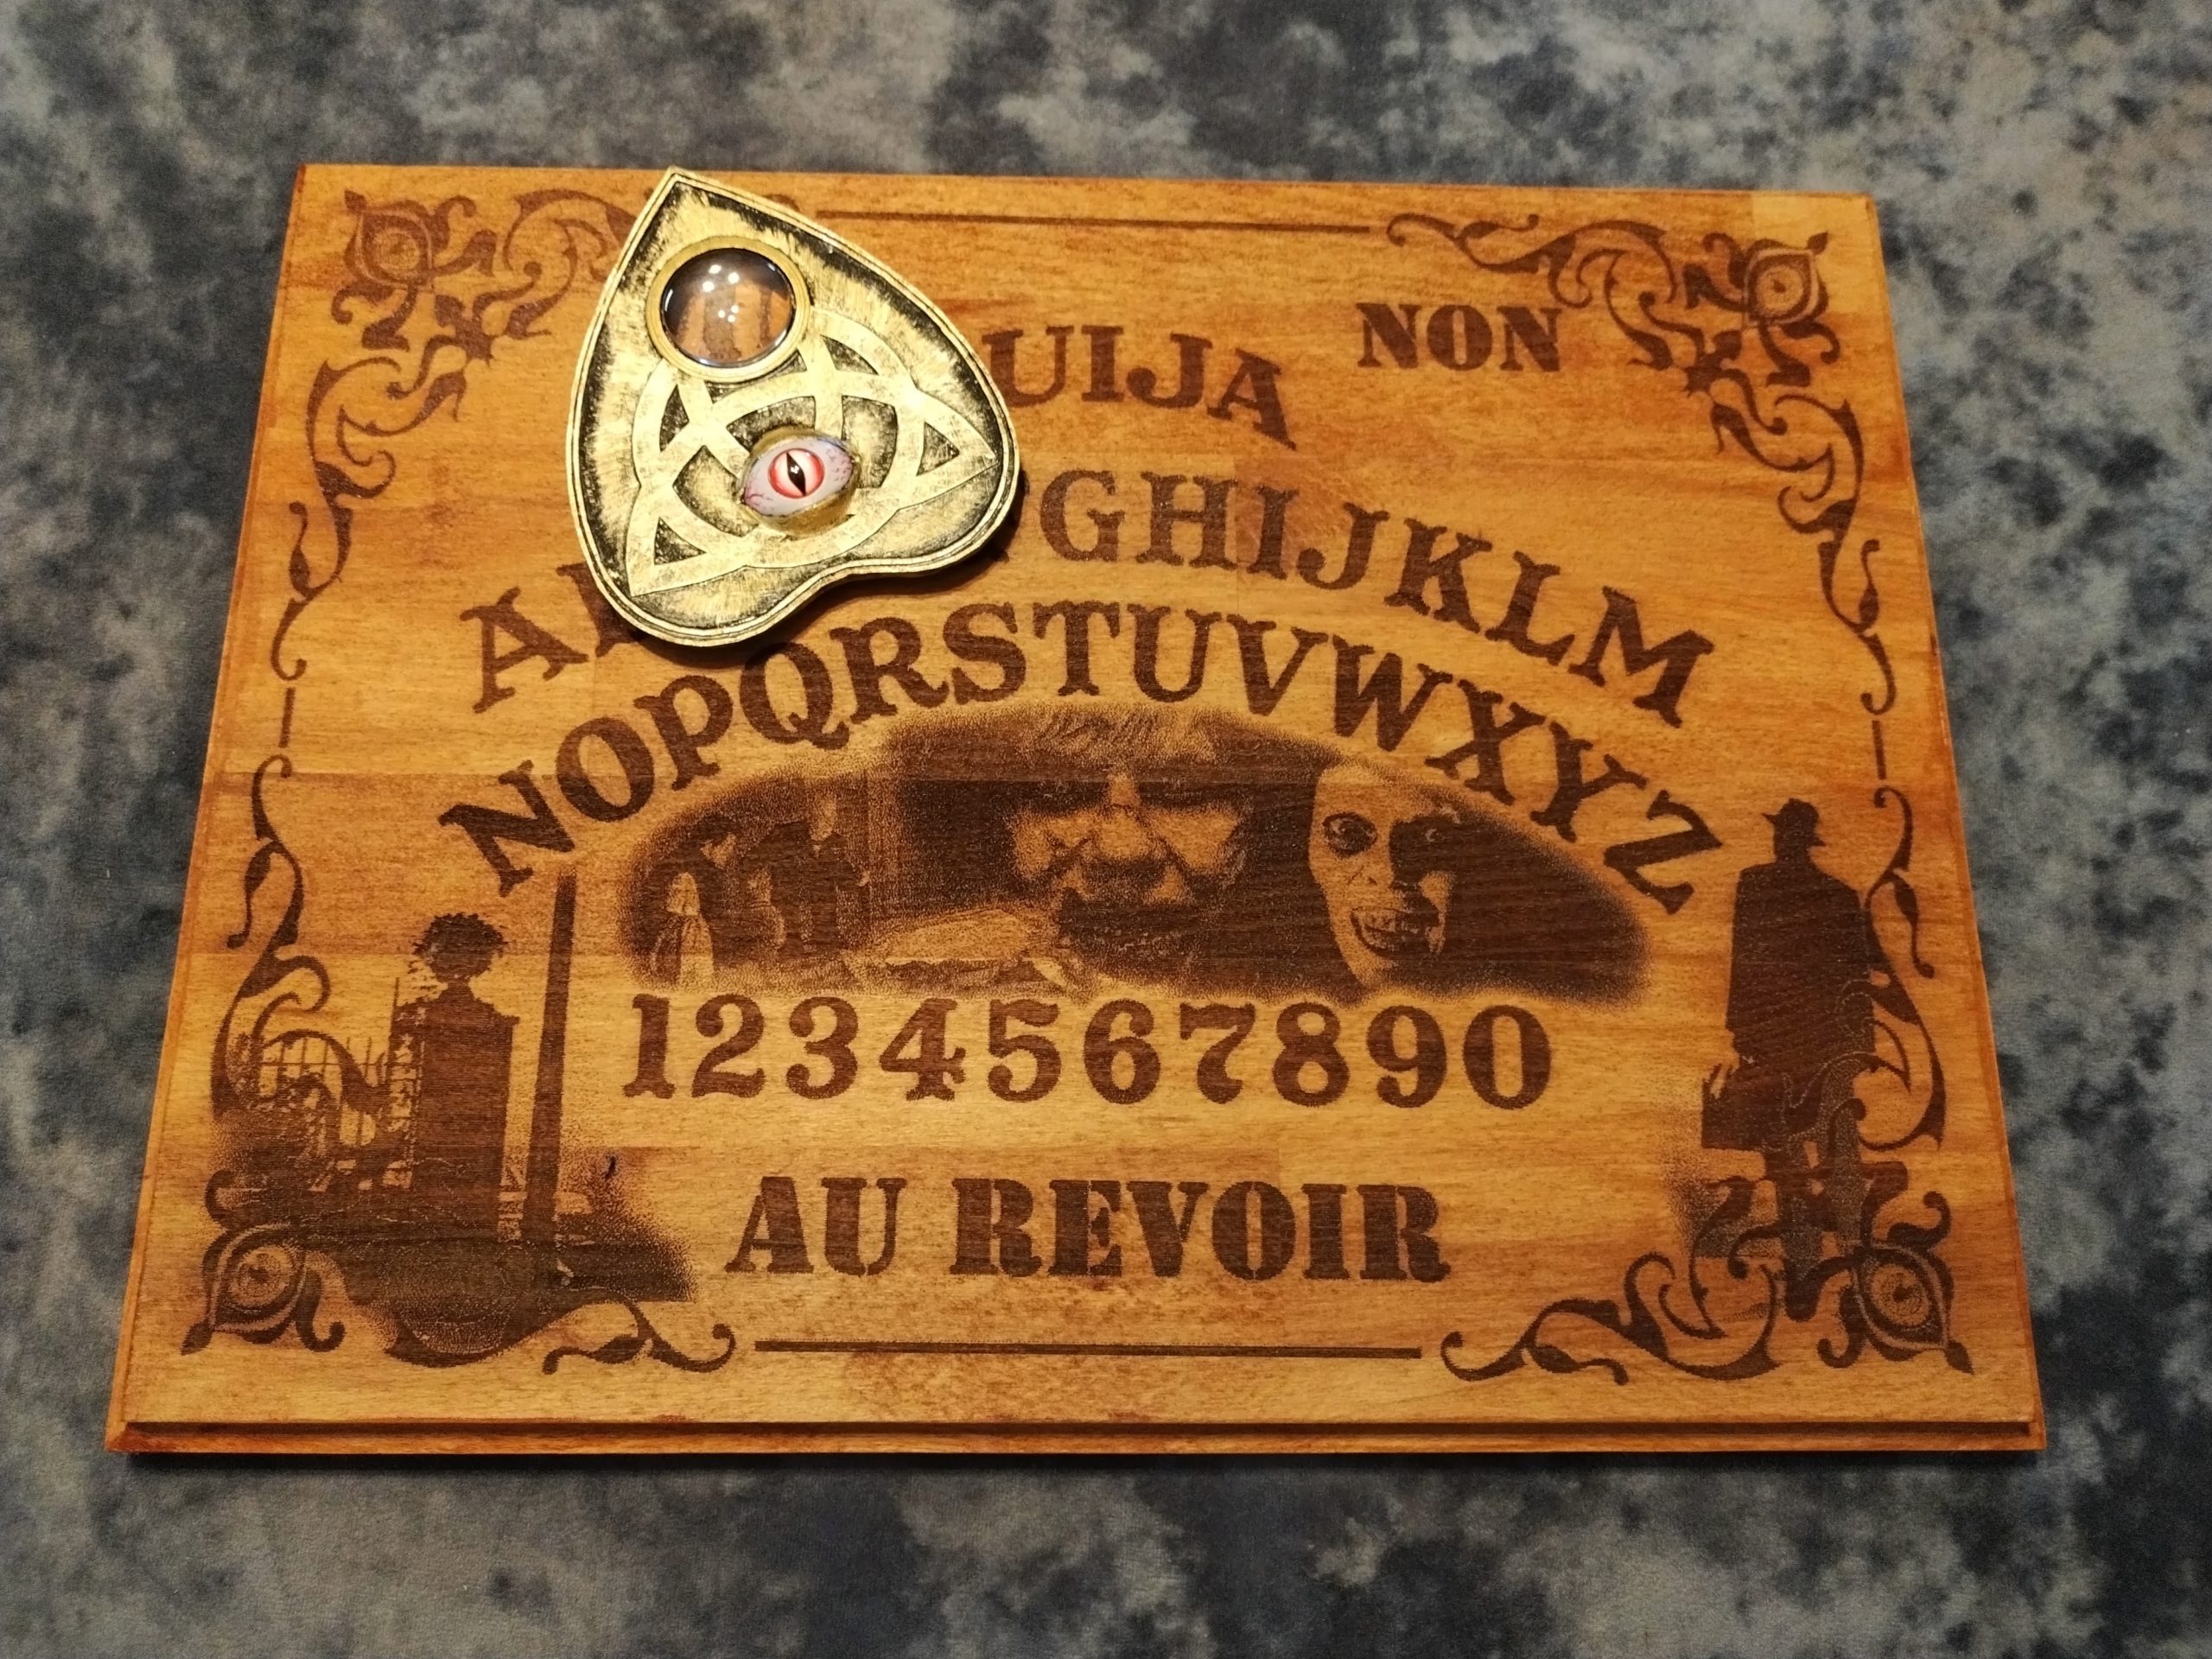 NON
UIJA
A GHIJKLM
NOPQRSTUVWXYZ
1234567890
AU REVOIR